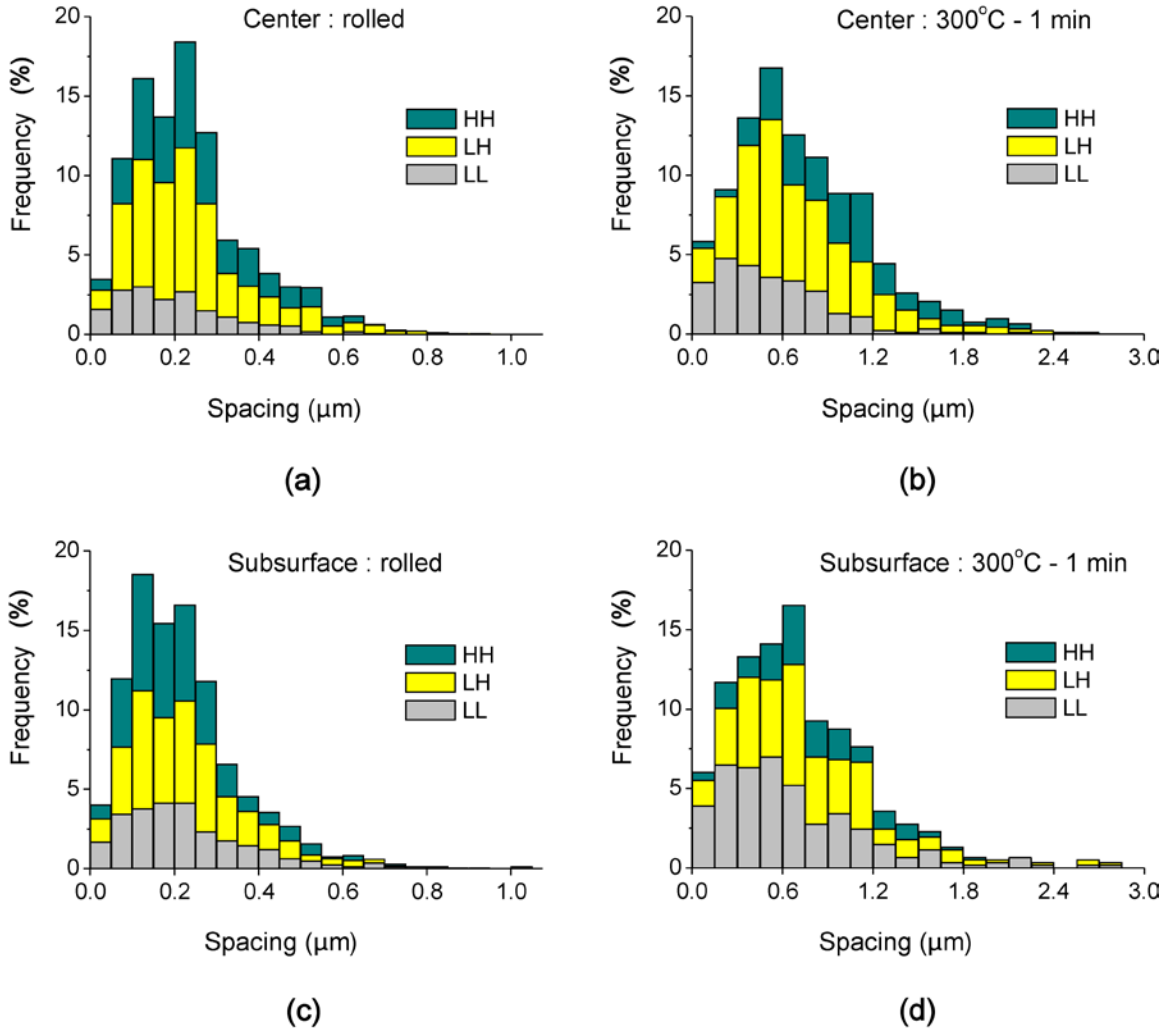 Center : rolled
20
15
10
5
0
Frequency (%)
HH
LH
LL
0.0 0.2 0.4 0.6 0.8 1.0
Spacing (μm)
(a)
Center : 300°C - 1 min
20
15
10
5
0
Frequency (%)
HH
LH
LL
0.0 0.6 1.2 1.8 2.4 3.0
Spacing (μm)
(b)
Subsurface : rolled
20
15
10
5
0
Frequency (%)
HH
LH
LL
0.0 0.2 0.4 0.6 0.8 1.0
Spacing (μm)
(c)
Subsurface : 300°C - 1 min
20
15
10
5
0
Frequency (%)
HH
LH
LL
0.0 0.6 1.2 1.8 2.4 3.0
Spacing (μm)
(d)